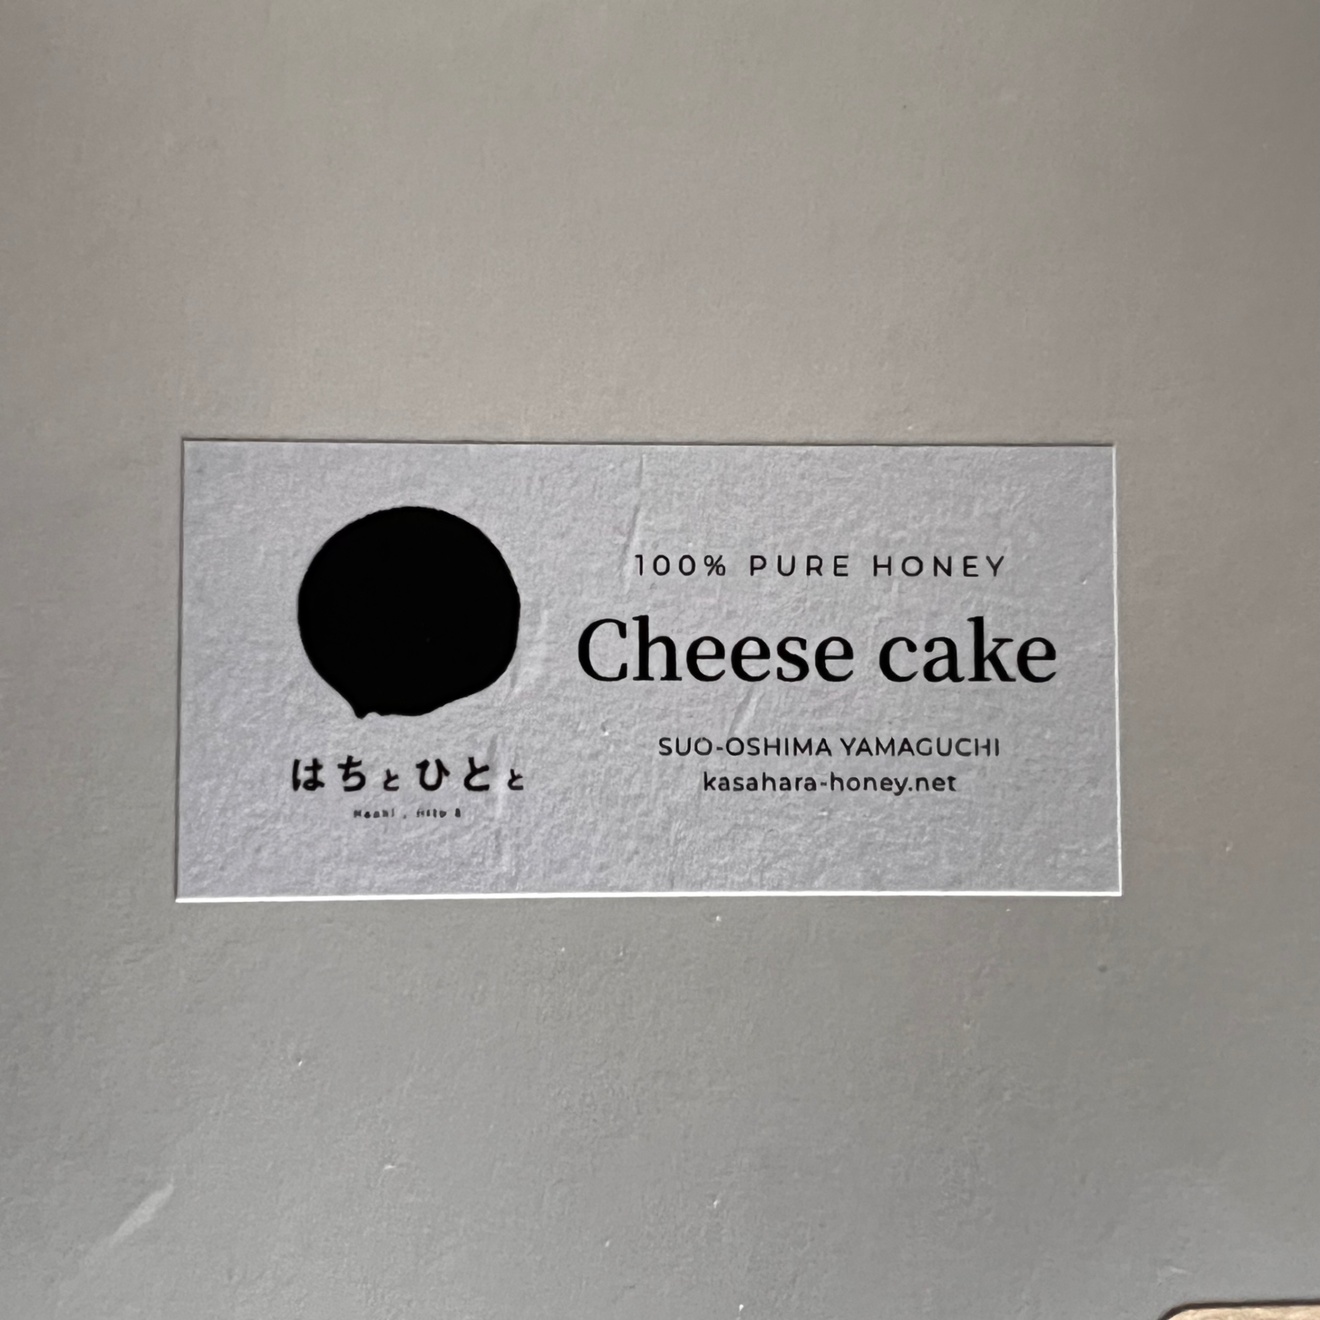 はちとひとと
100% PURE HONEY
Cheese cake
SUO-OSHIMA YAMAGUCHI
kasahara-honey.net